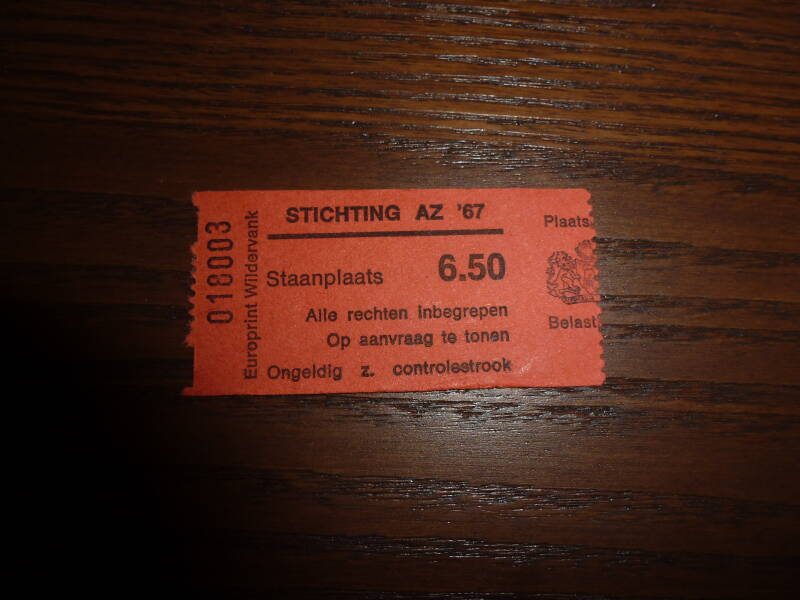 018003
Europrint Wildervank
STICHTING AZ '67
Staanplaats 6.50
Alle rechten inbegrepen
Op aanvraag te tonen
Ongeldig z. controlestrook
Plaats
Belast